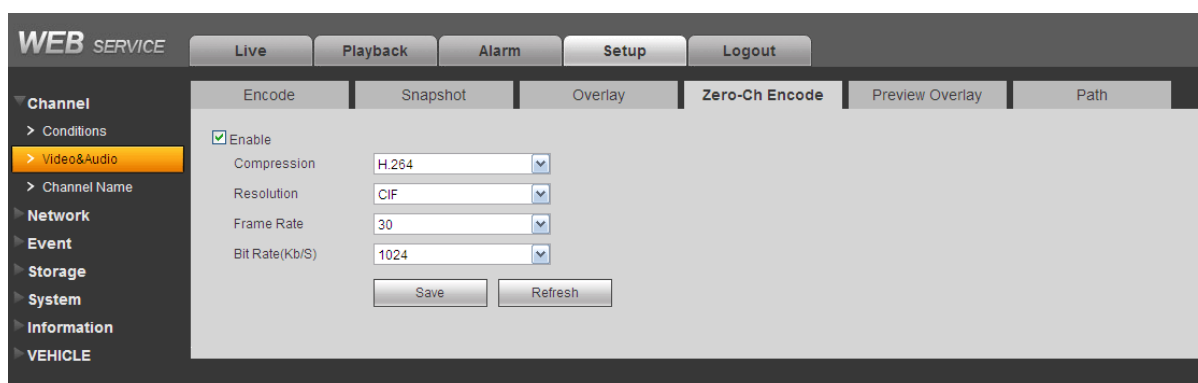 WEB SERVICE
Live Playback Alarm Setup Logout
Encode Snapshot Overlay Zero-Ch Encode Preview Overlay Path
Channel
> Conditions
> Video&Audio
> Channel Name
Network
Event
Storage
System
Information
VEHICLE
Enable
Compression H.264
Resolution CIF
Frame Rate 30
Bit Rate(Kb/S) 1024
Save Refresh